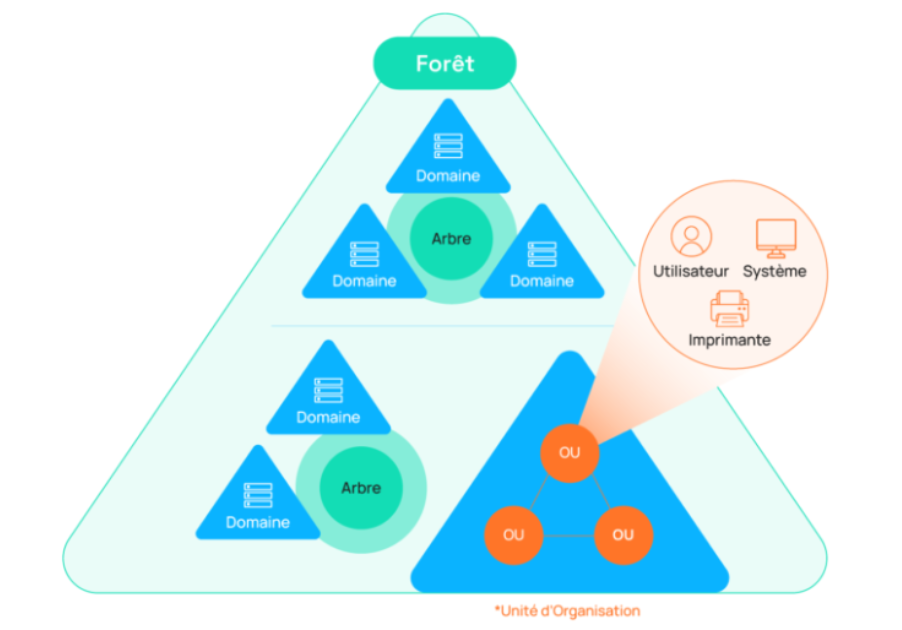 Forêt
Domaine
Arbre
Domaine
Domaine
Utilisateur
Système
Imprimante
Domaine
OU
Arbre
Domaine
OU
OU
*Unité d'Organisation